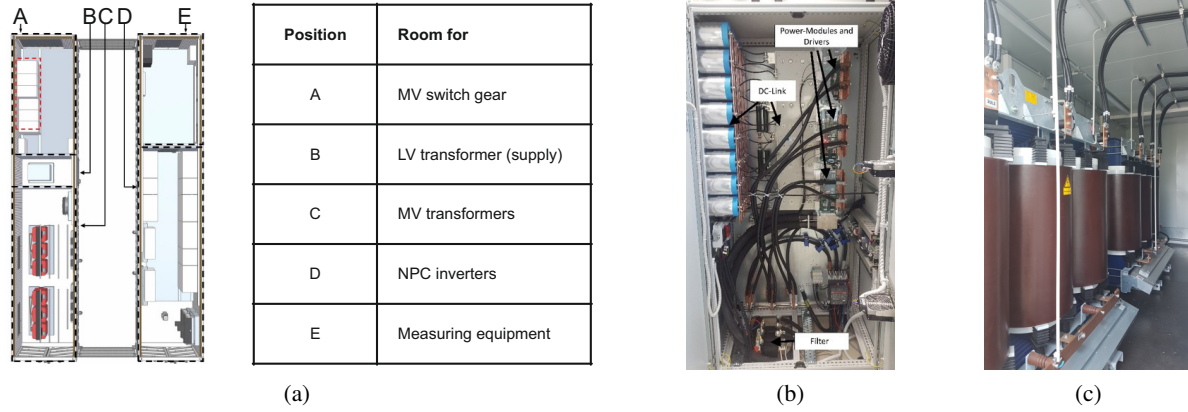 A
B
C
D
E
Position
Room for
A
MV switch gear
B
LV transformer (supply)
C
MV transformers
D
NPC inverters
E
Measuring equipment
Power-Modules and
Drivers
DC-Link
Filter
(a)
(b)
(c)